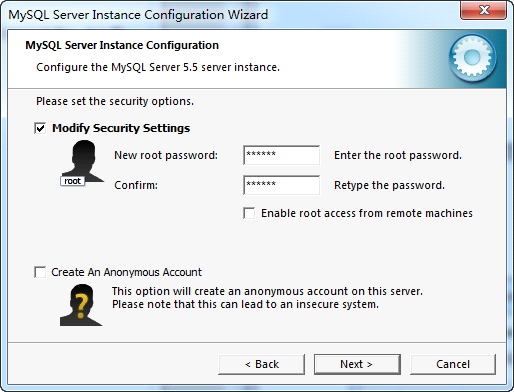 MySQL Server Instance Configuration Wizard
MySQL Server Instance Configuration
Configure the MySQL Server 5.5 server instance.
Please set the security options.
Modify Security Settings
New root password: ****** Enter the root password.
root
Confirm: ****** Retype the password.
Enable root access from remote machines
Create An Anonymous Account
This option will create an anonymous account on this server.
Please note that this can lead to an insecure system.
< Back Next > Cancel